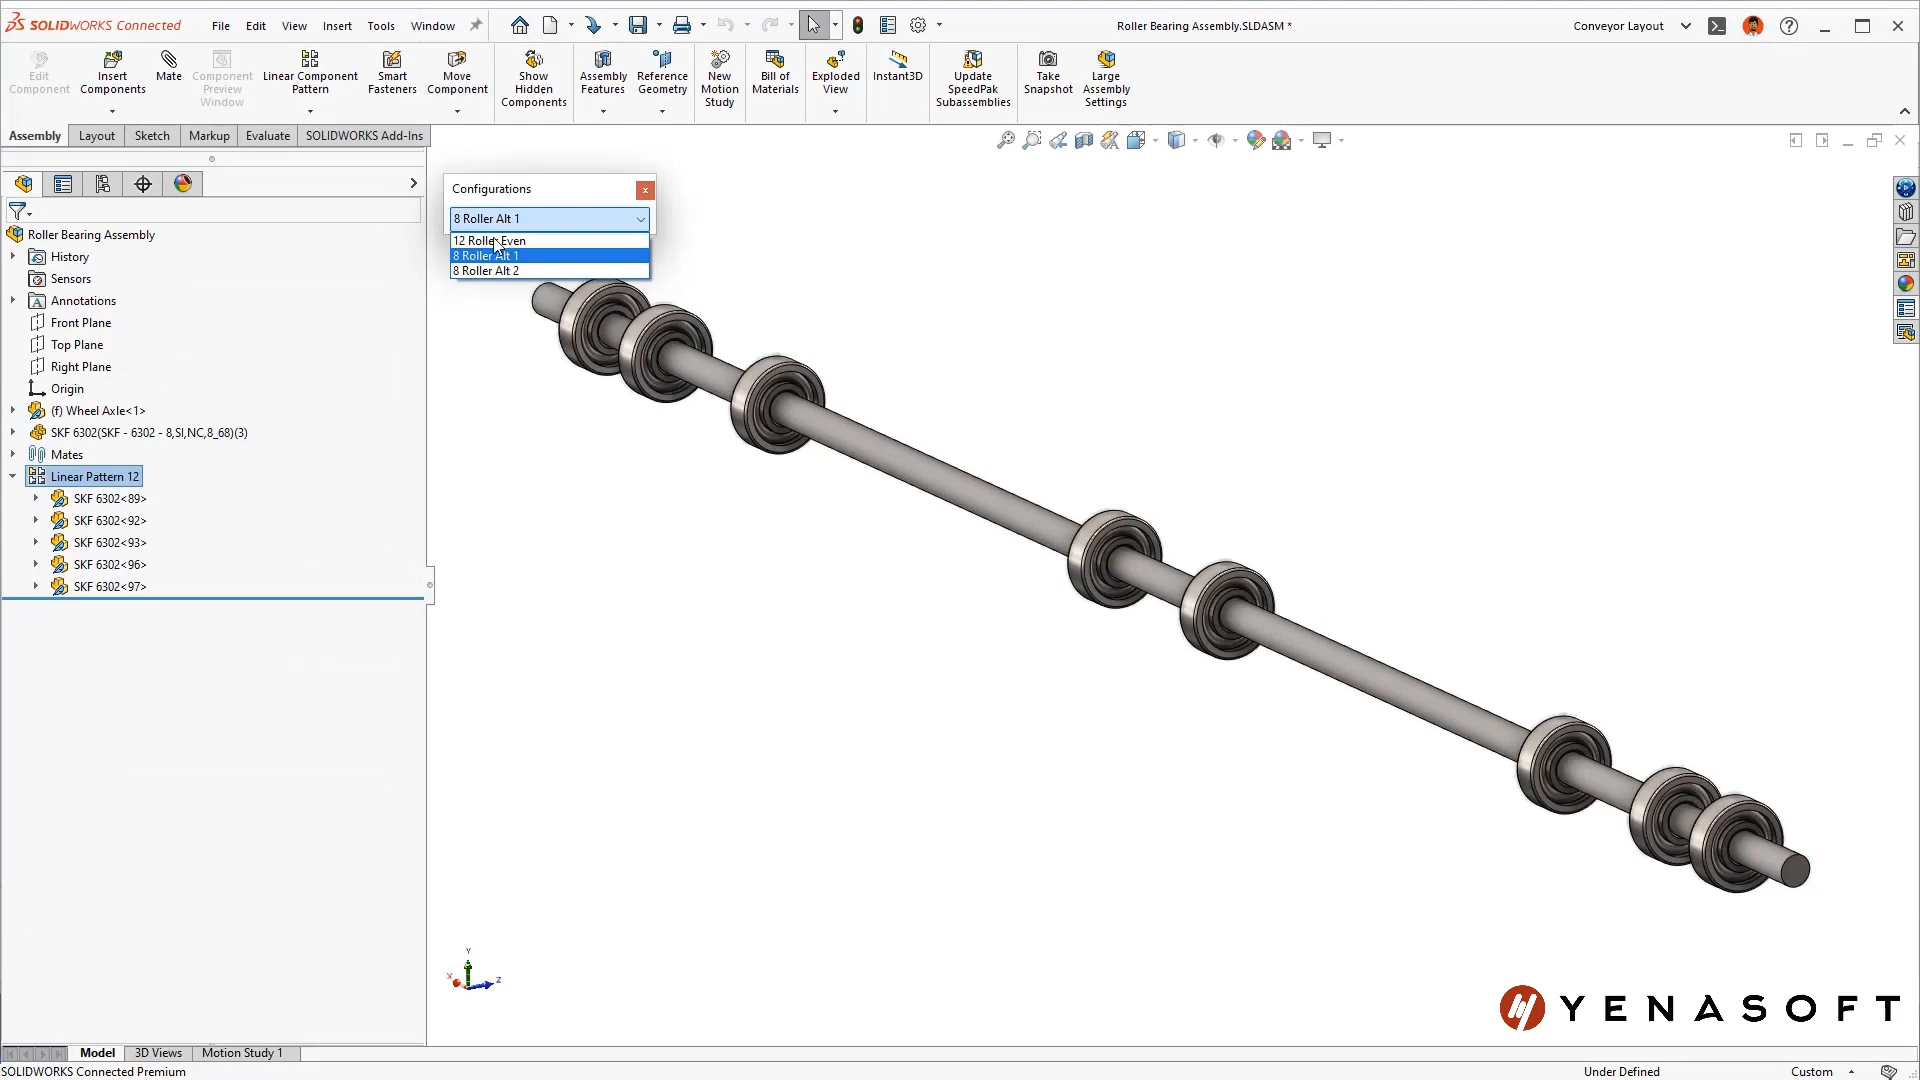 SOLIDWORKS Connected
File Edit View Insert Tools Window
Roller Bearing Assembly.SLDASM *
Conveyor Layout
Edit Component
Insert Components
Mate
Component Preview Window
Linear Component Pattern
Smart Fasteners
Move Component
Show Hidden Components
Assembly Features
Reference Geometry
New Motion Study
Bill of Materials
Exploded View
Instant3D
Update SpeedPak Subassemblies
Take Snapshot
Large Assembly Settings
Assembly Layout Sketch Markup Evaluate SOLIDWORKS Add-Ins
Configurations
x
8 Roller Alt 1
12 Roller Even
8 Roller Alt 1
8 Roller Alt 2
Roller Bearing Assembly
History
Sensors
A Annotations
Front Plane
Top Plane
Right Plane
Origin
(f) Wheel Axle<1>
SKF 6302(SKF - 6302 - 8,SI,NC,8_68)(3)
Mates
Linear Pattern 12
SKF 6302<89>
SKF 6302<92>
SKF 6302<93>
SKF 6302<96>
SKF 6302<97>
Y
X
Z
YENASOFT
Model 3D Views Motion Study 1
SOLIDWORKS Connected Premium
Under Defined
Custom